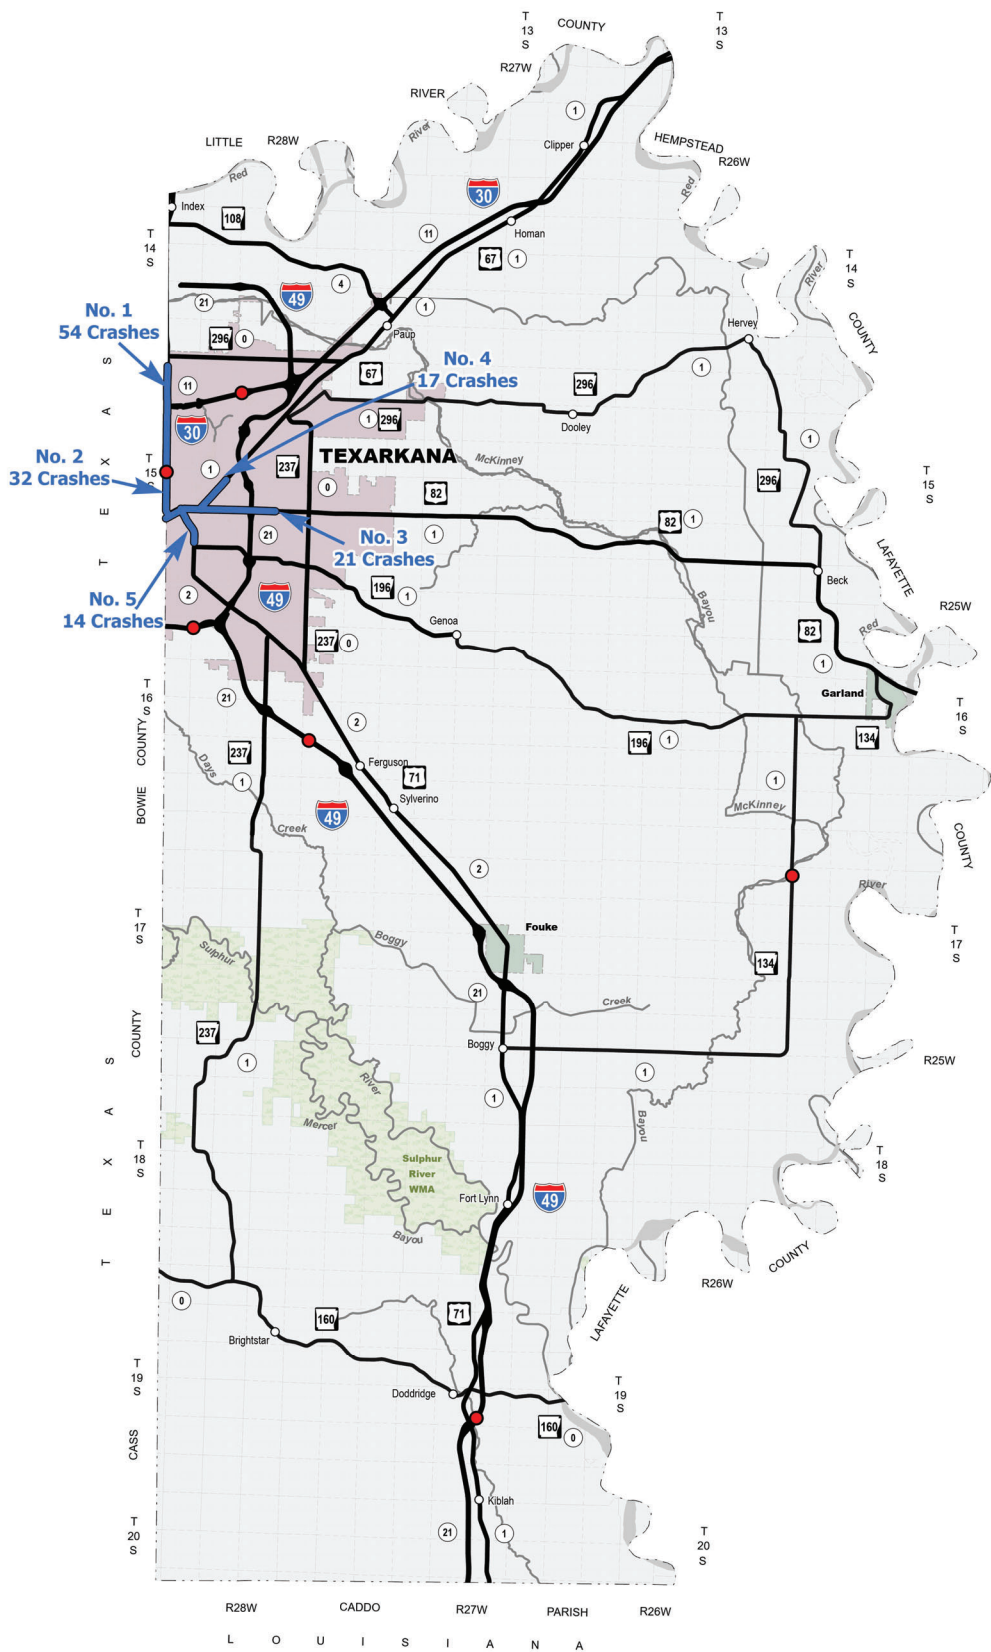 T
13
S
COUNTY
T
13
S
R27W
RIVER
1
LITTLE
R28W
River
Clipper
HEMPSTEAD
R26W
Red
Red
30
Index
108
11
Homan
T
14
S
67
1
T
14
S
River
49
4
21
1
No. 1
54 Crashes
296
0
Paup
Hervey
COUNTY
No. 4
17 Crashes
67
1
11
296
30
1
296
Dooley
1
TEXARKANA
McKinney
No. 2
32 Crashes
T
15
S
1
237
0
82
296
T
15
S
82
1
No. 3
21 Crashes
21
1
LAFAYETTE
No. 5
14 Crashes
2
49
196
1
Beck
R25W
Bayou
Genoa
237
0
82
Red
1
T
16
S
21
Garland
T
16
S
2
237
196
1
134
COUNTY
BOWIE
Days
1
Ferguson
71
Sylverino
1
McKinney
49
Creek
COUNTY
2
River
T
17
S
Fouke
T
17
S
Sulphur
Boggy
134
21
Creek
COUNTY
237
Boggy
1
1
R25W
River
1
Bayou
Mercer
T
18
S
Sulphur
River
WMA
T
18
S
Fort Lynn
49
Bayou
COUNTY
R26W
0
LAFAYETTE
160
71
Brightstar
T
19
S
Doddridge
T
19
S
160
0
CASS
Kiblah
T
20
S
21
1
T
20
S
T E X A S
T E X A S
R28W
CADDO
R27W
PARISH
R26W
L O U I S I A N A